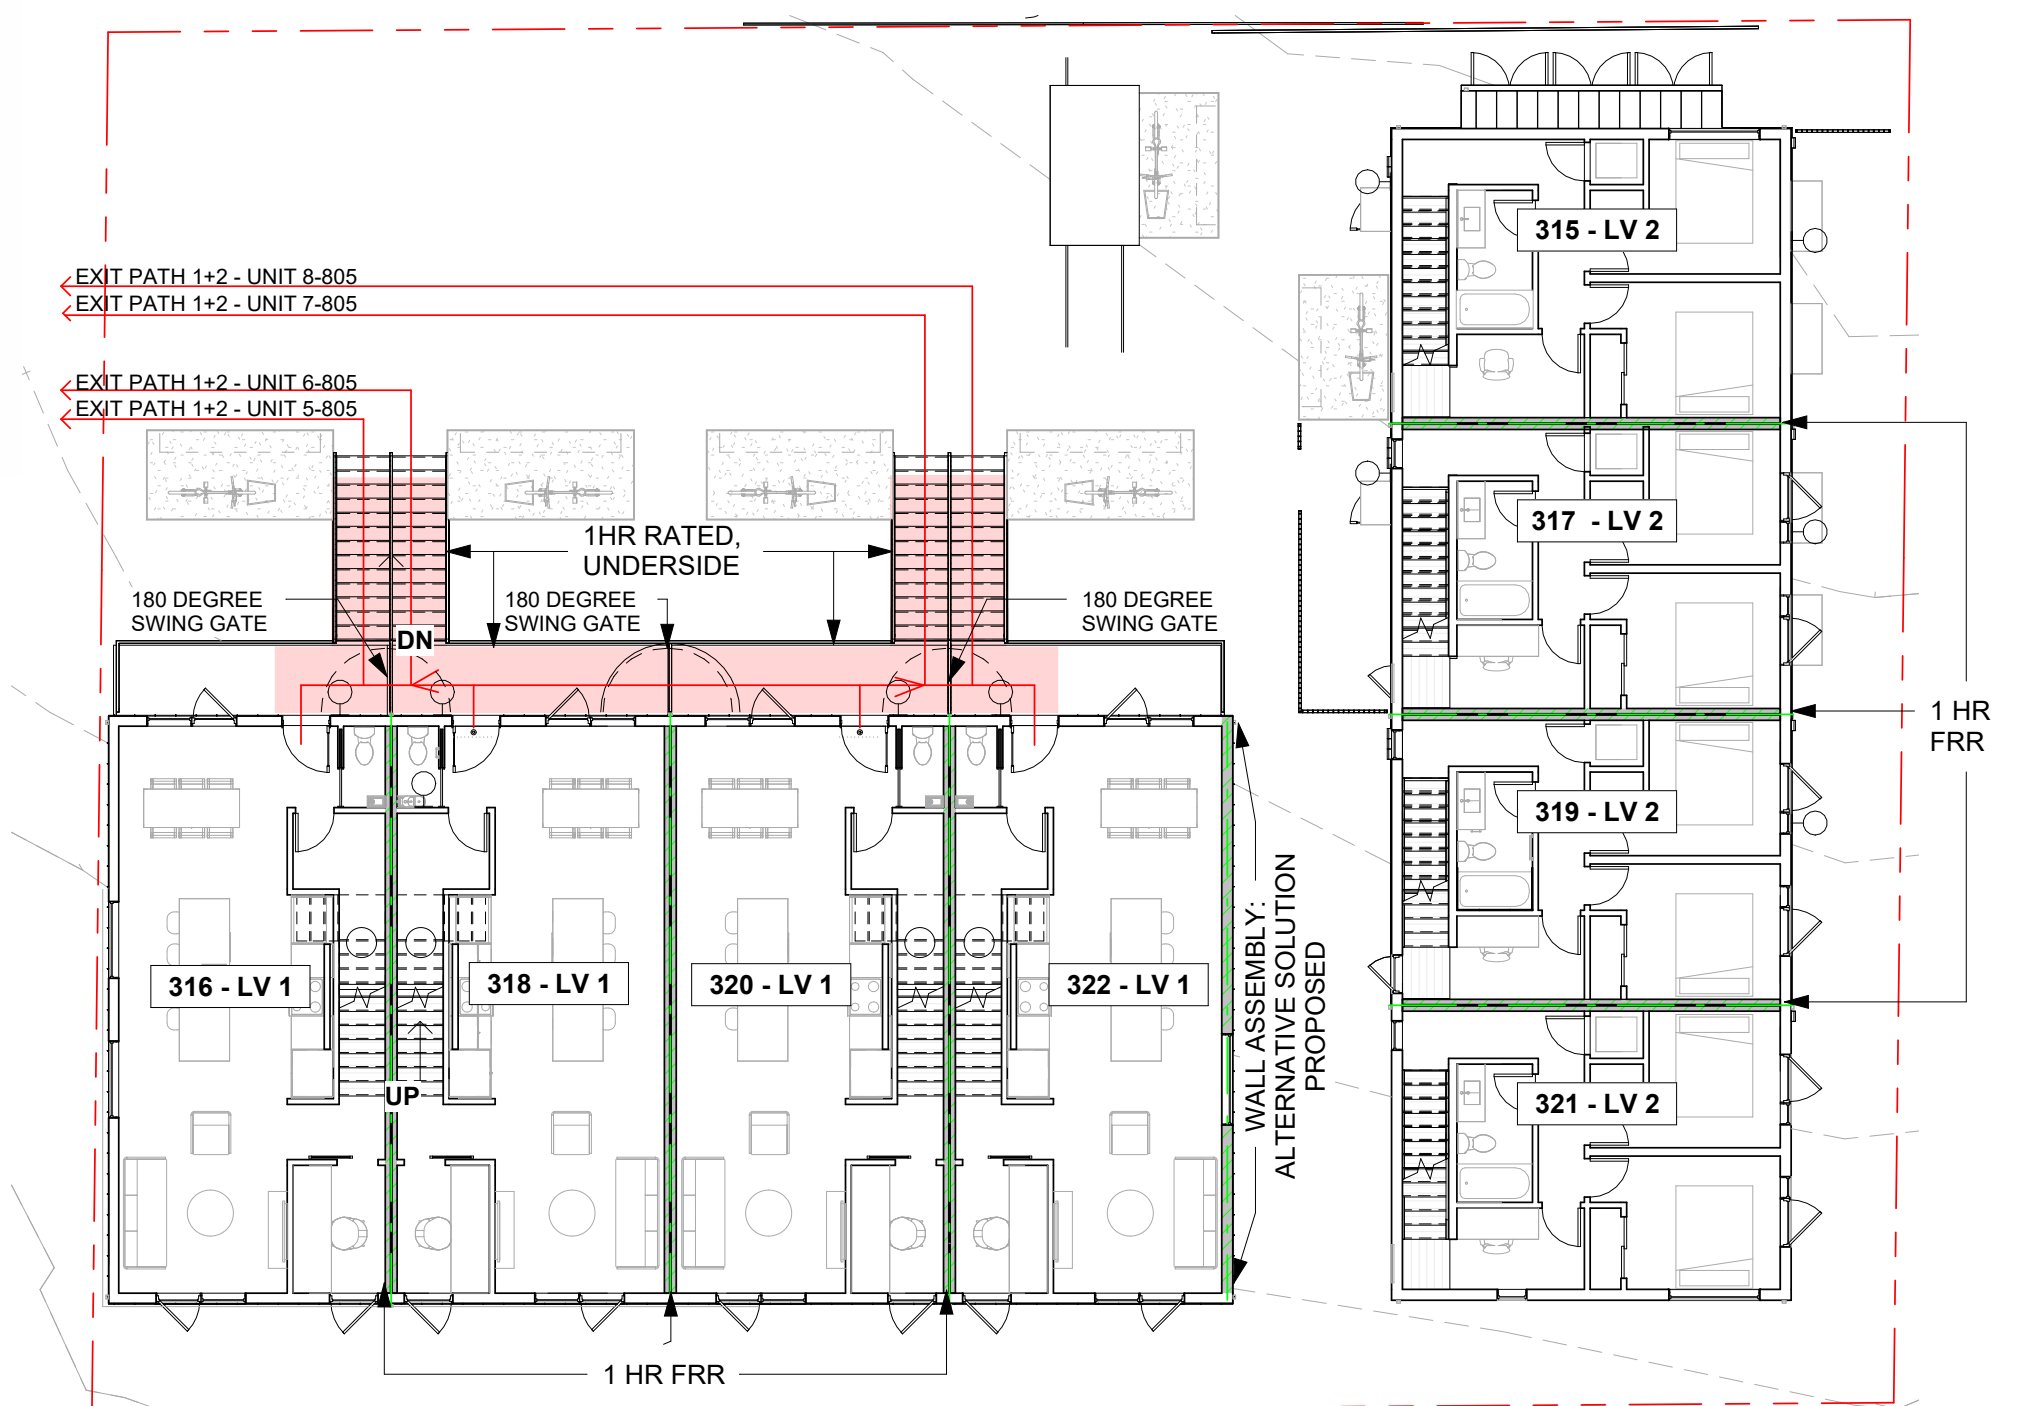 EXIT PATH 1+2 - UNIT 8-805
EXIT PATH 1+2 - UNIT 7-805
EXIT PATH 1+2 - UNIT 6-805
EXIT PATH 1+2 - UNIT 5-805
1HR RATED,
UNDERSIDE
180 DEGREE
SWING GATE
180 DEGREE
SWING GATE
180 DEGREE
SWING GATE
DN
316 - LV 1
318 - LV 1
320 - LV 1
322 - LV 1
UP
WALL ASSEMBLY:
ALTERNATIVE SOLUTION
PROPOSED
1 HR FRR
315 - LV 2
317 - LV 2
319 - LV 2
321 - LV 2
1 HR
FRR